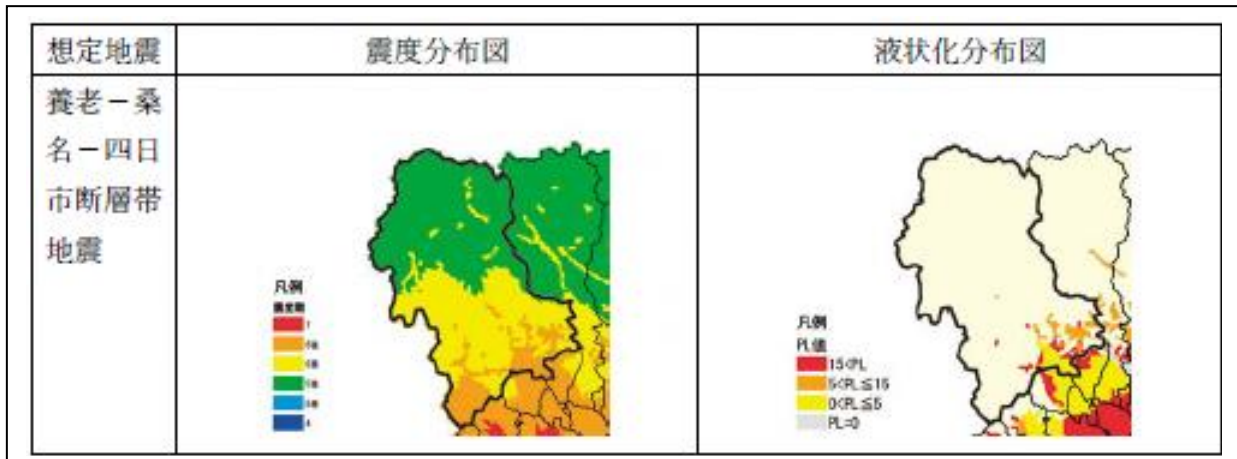 想定地震
震度分布図
液状化分布図
養老－桑
名－四日
市断層帯
地震
凡例
7
4
凡例
PL値
15<PL
5<PL≦15
0<PL≦5
PL=0